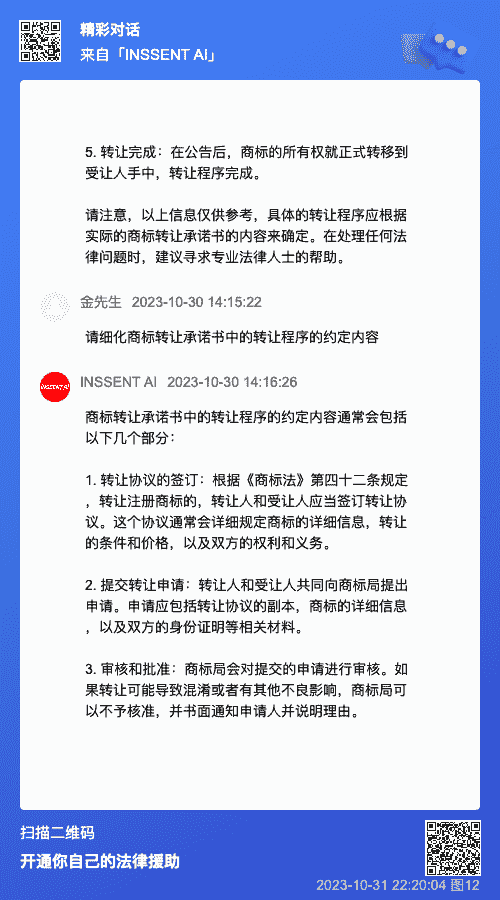 精彩对话
来自「INSSENT AI」
5. 转让完成：在公告后，商标的所有权就正式转移到
受让人手中，转让程序完成。
请注意，以上信息仅供参考，具体的转让程序应根据
实际的商标转让承诺书的内容来确定。在处理任何法
律问题时，建议寻求专业法律人士的帮助。
金先生 2023-10-30 14:15:22
请细化商标转让承诺书中的转让程序的约定内容
INSSENT AI
INSSENT AI 2023-10-30 14:16:26
商标转让承诺书中的转让程序的约定内容通常会包括
以下几个部分：
1. 转让协议的签订：根据《商标法》第四十二条规定
，转让注册商标的，转让人和受让人应当签订转让协
议。这个协议通常会详细规定商标的详细信息，转让
的条件和价格，以及双方的权利和义务。
2. 提交转让申请：转让人和受让人共同向商标局提出
申请。申请应包括转让协议的副本，商标的详细信息
，以及双方的身份证明等相关材料。
3. 审核和批准：商标局会对提交的申请进行审核。如
果转让可能导致混淆或者有其他不良影响，商标局可
以不予核准，并书面通知申请人并说明理由。
扫描二维码
开通你自己的法律援助
2023-10-31 22:20:04 图12